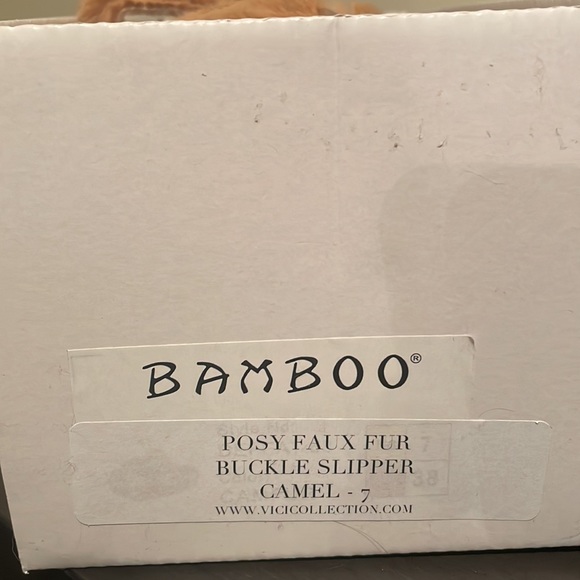 BAMBOO®
POSY FAUX FUR
BUCKLE SLIPPER
CAMEL - 7
WWW.VICICOLLECTION.COM